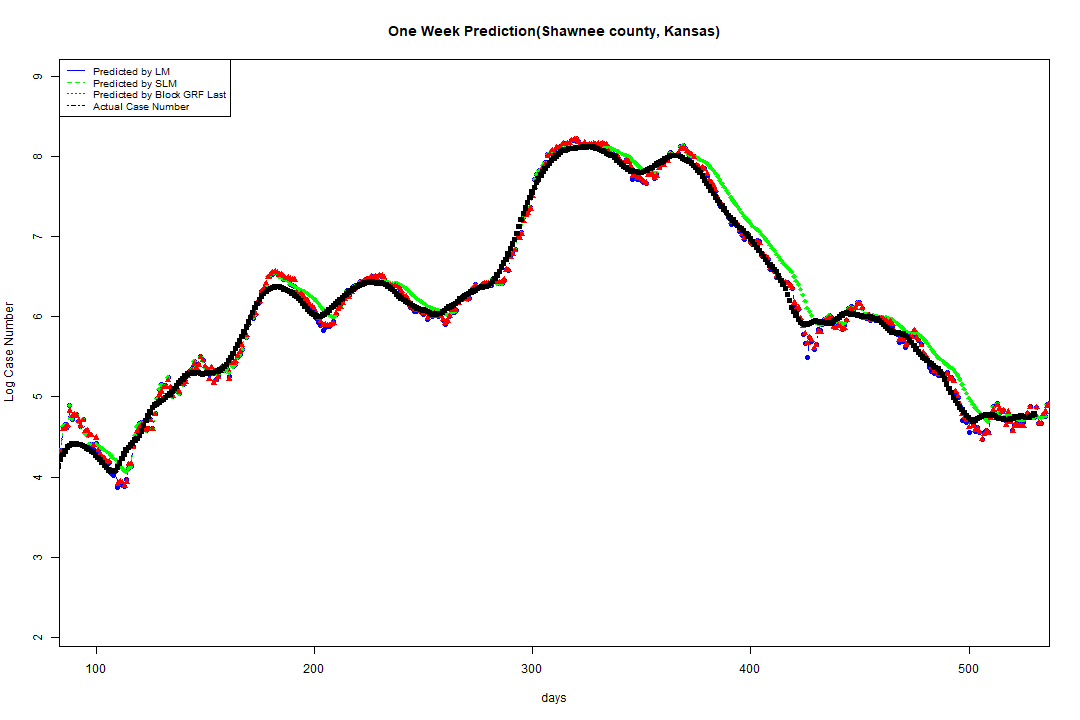 One Week Prediction(Shawnee county, Kansas)
Predicted by LM
Predicted by SLM
Predicted by Block GRF Last
Actual Case Number
Log Case Number
9
8
7
6
5
4
3
2
100 200 300 400 500
days